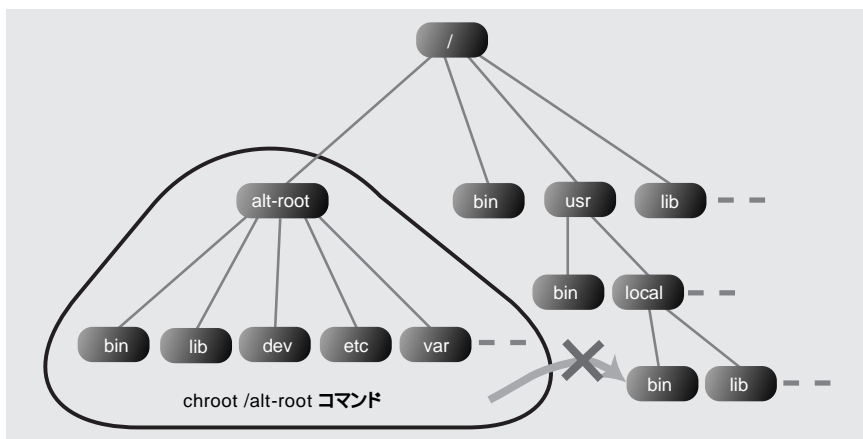 /
alt-root
bin
usr
lib
bin
local
bin
lib
dev
etc
var
bin
lib
chroot /alt-root コマンド